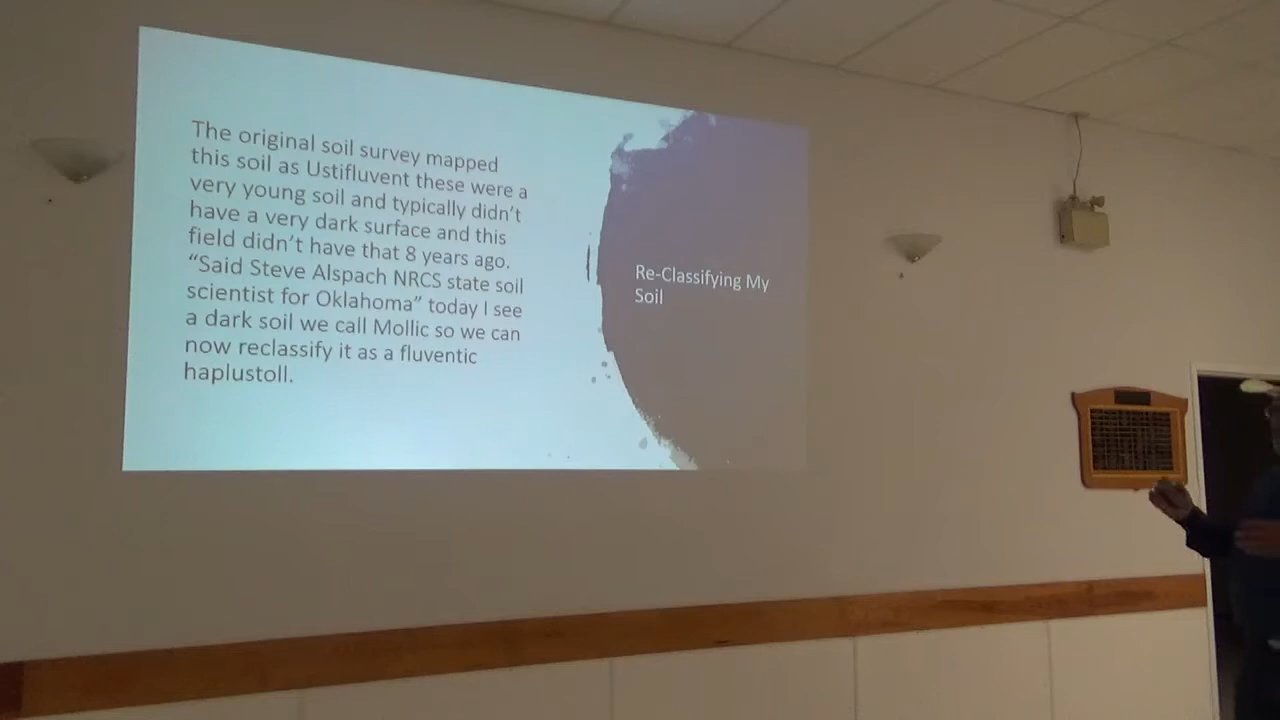 The original soil survey mapped
this soil as Ustifluvent these were a
very young soil and typically didn't
have a very dark surface and this
field didn't have that 8 years ago.
“Said Steve Alspach NRCS state soil
scientist for Oklahoma” today I see
a dark soil we call Mollic so we can
now reclassify it as a fluventic
haplustoll.
Re-Classifying My
Soil